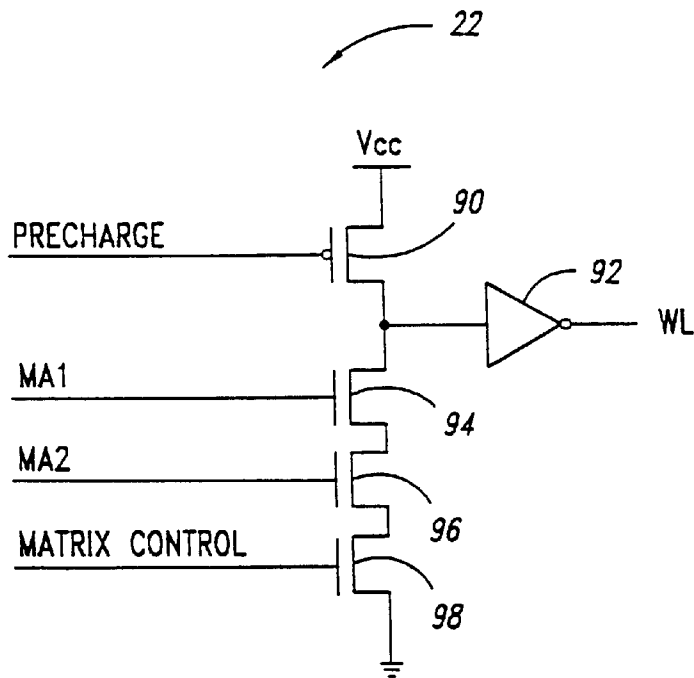 22
Vcc
90
PRECHARGE
92
WL
MA1
94
MA2
96
MATRIX CONTROL
98